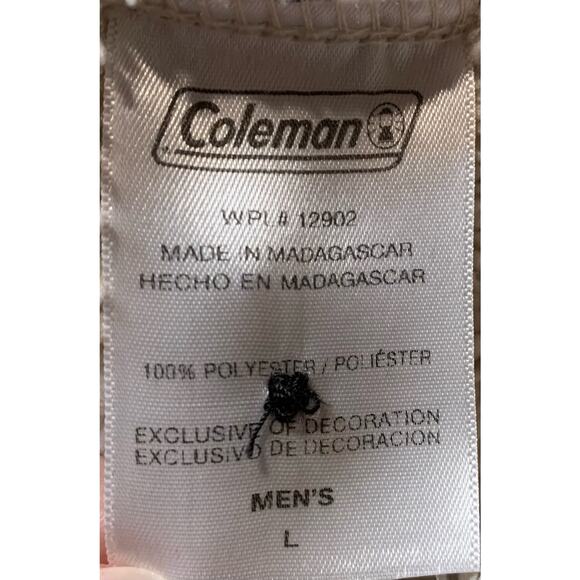 Coleman
WPL# 12902
MADE IN MADAGASCAR
HECHO EN MADAGASCAR
100% POLYESTER / POLIÉSTER
EXCLUSIVE OF DECORATION
EXCLUSIVO DE DECORACION
MEN'S
L